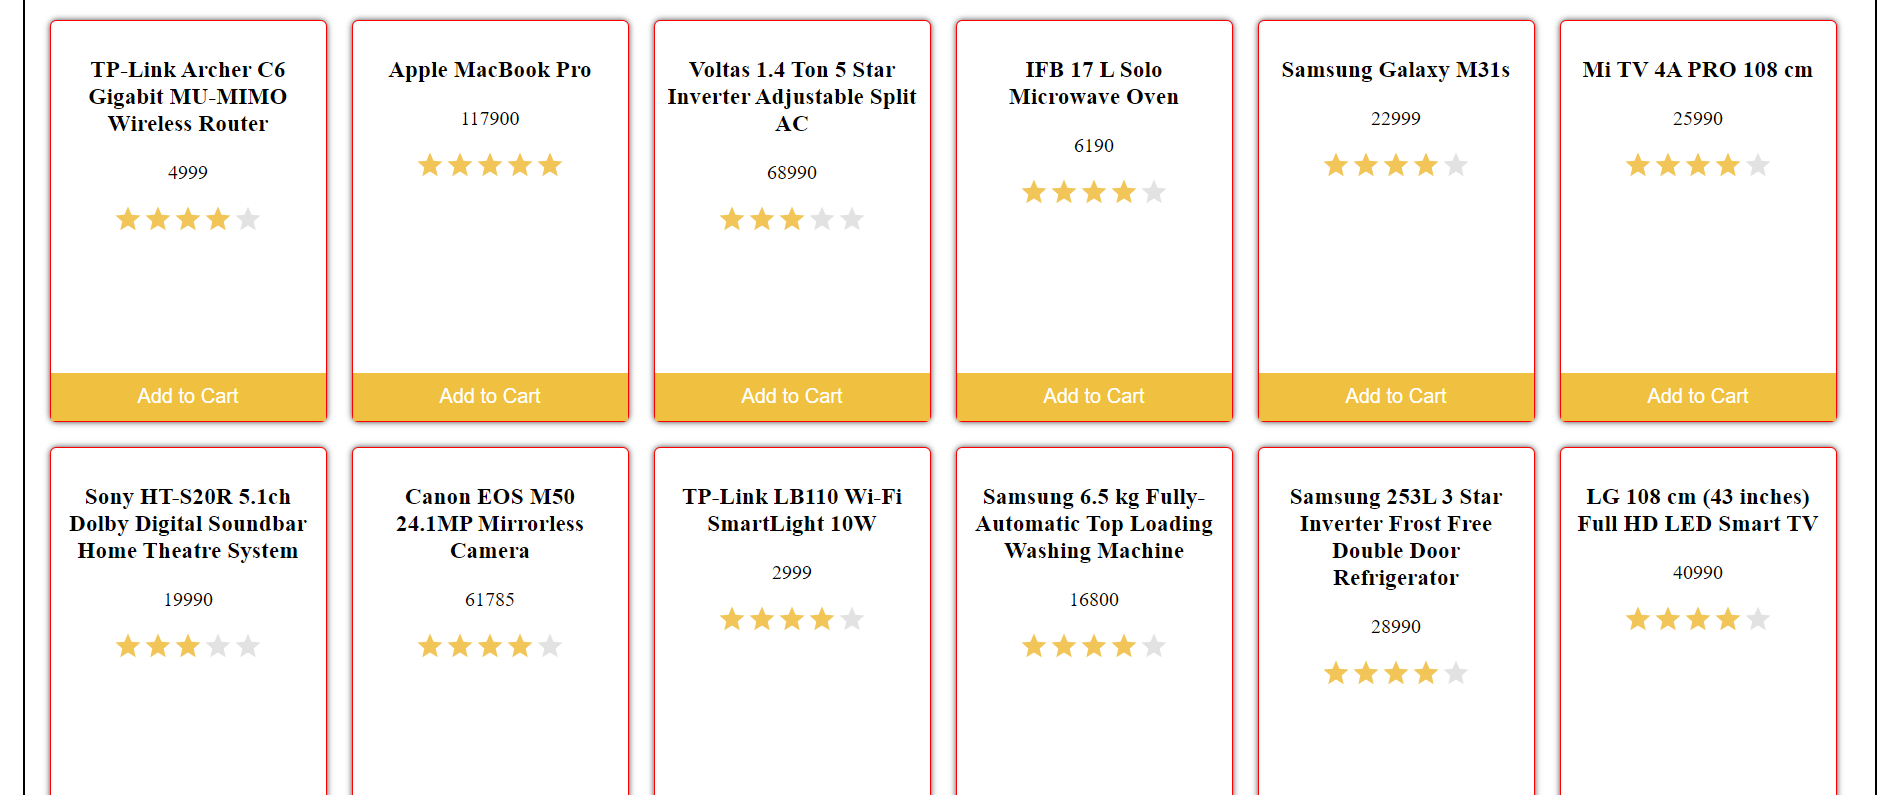 TP-Link Archer C6
Gigabit MU-MIMO
Wireless Router
4999
Add to Cart
Apple MacBook Pro
117900
Add to Cart
Voltas 1.4 Ton 5 Star
Inverter Adjustable Split
AC
68990
Add to Cart
IFB 17 L Solo
Microwave Oven
6190
Add to Cart
Samsung Galaxy M31s
22999
Add to Cart
Mi TV 4A PRO 108 cm
25990
Add to Cart
Sony HT-S20R 5.1ch
Dolby Digital Soundbar
Home Theatre System
19990
Canon EOS M50
24.1MP Mirrorless
Camera
61785
TP-Link LB110 Wi-Fi
SmartLight 10W
2999
Samsung 6.5 kg Fully-
Automatic Top Loading
Washing Machine
16800
Samsung 253L 3 Star
Inverter Frost Free
Double Door
Refrigerator
28990
LG 108 cm (43 inches)
Full HD LED Smart TV
40990